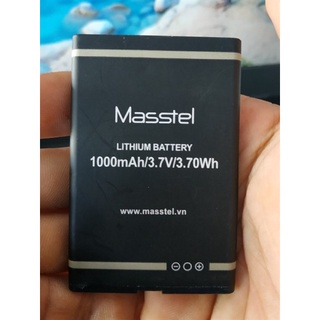 Masstel
LITHIUM BATTERY
1000mAh/3.7V/3.70Wh
www.masstel.vn